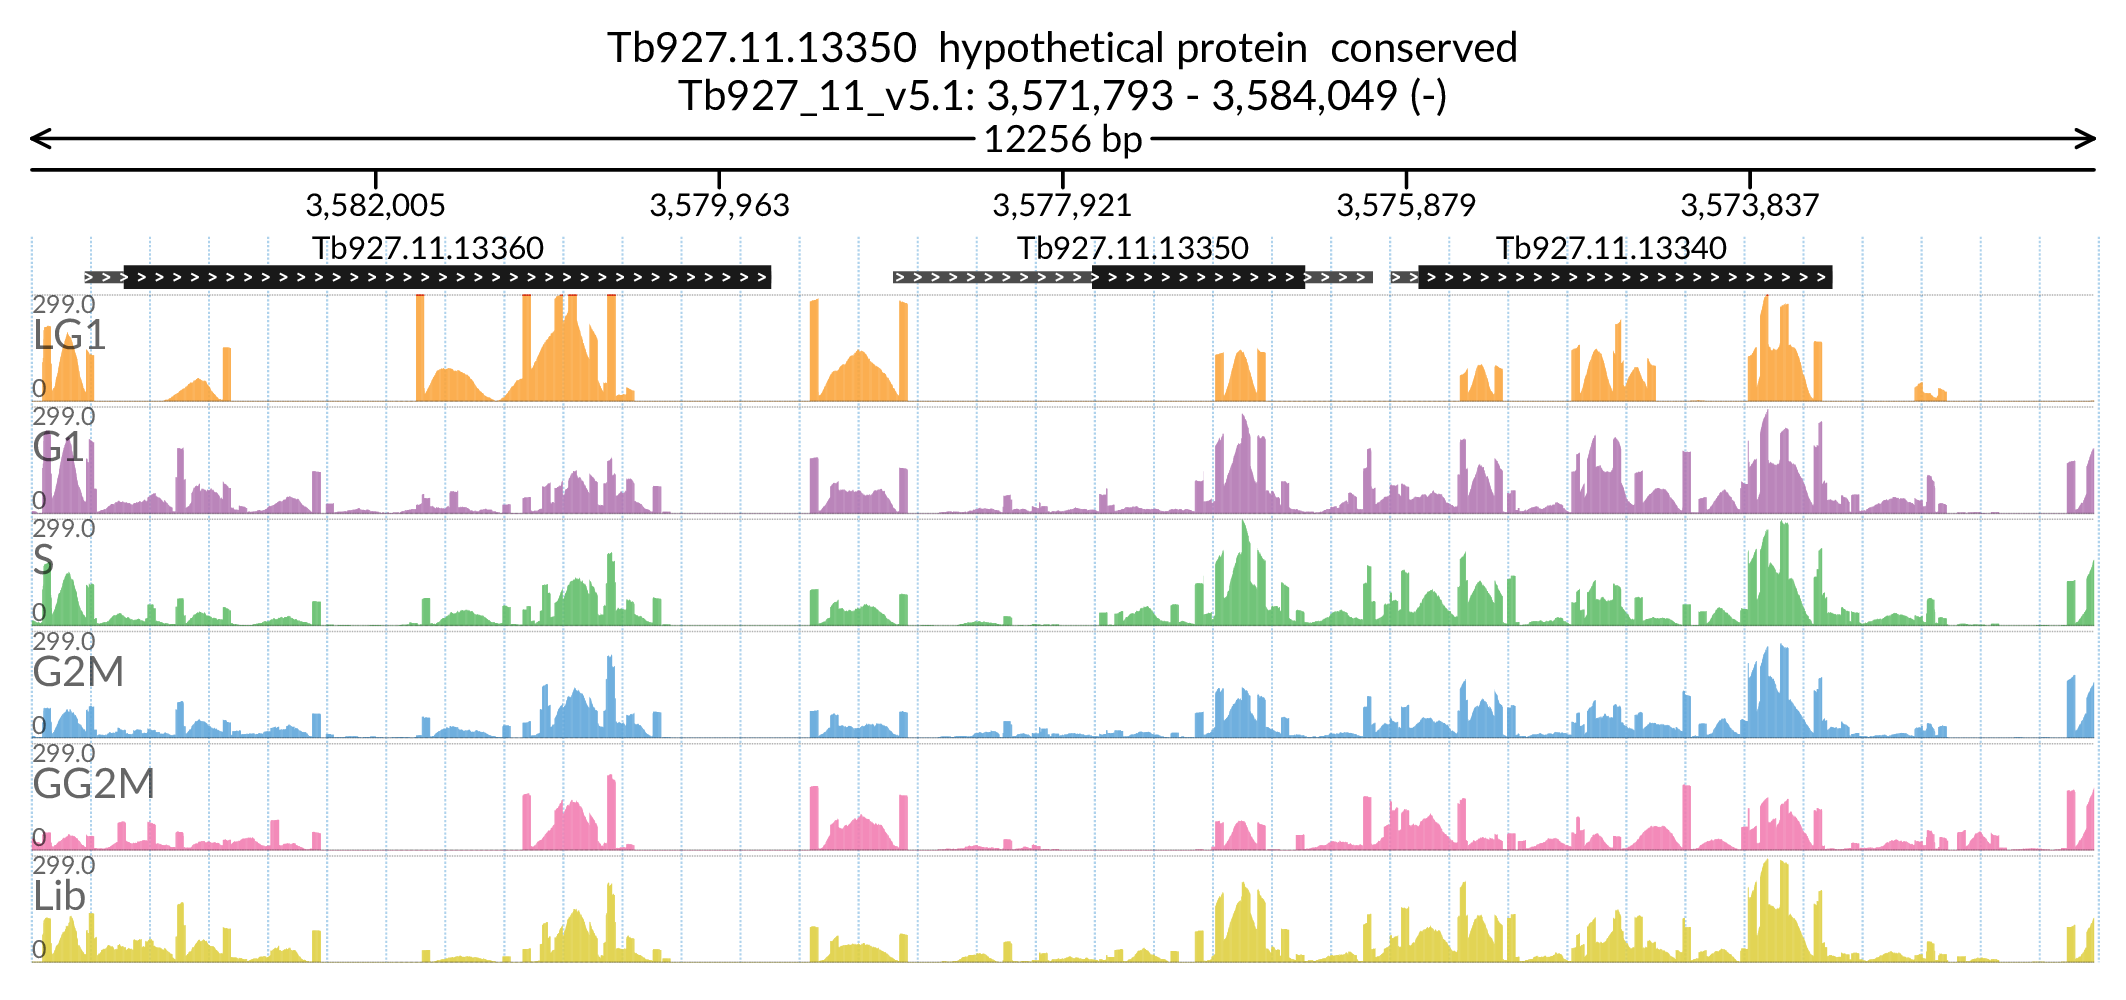 Tb927.11.13350 hypothetical protein conserved
Tb927_11_v5.1: 3,571,793 - 3,584,049 (-)
12256 bp
3,582,005 3,579,963 3,577,921 3,575,879 3,573,837
Tb927.11.13360 Tb927.11.13350 Tb927.11.13340
299.0
LG1
0
299.0
G1
0
299.0
S
0
299.0
G2M
0
299.0
GG2M
0
299.0
Lib
0